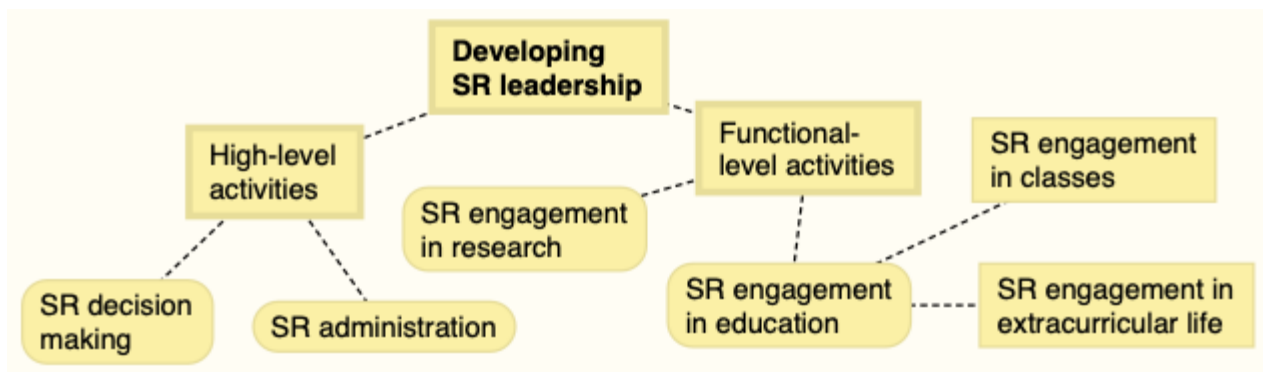 Developing
SR leadership
High-level
activities
Functional-
level activities
SR engagement
in classes
SR engagement
in research
SR decision
making
SR administration
SR engagement
in education
SR engagement in
extracurricular life